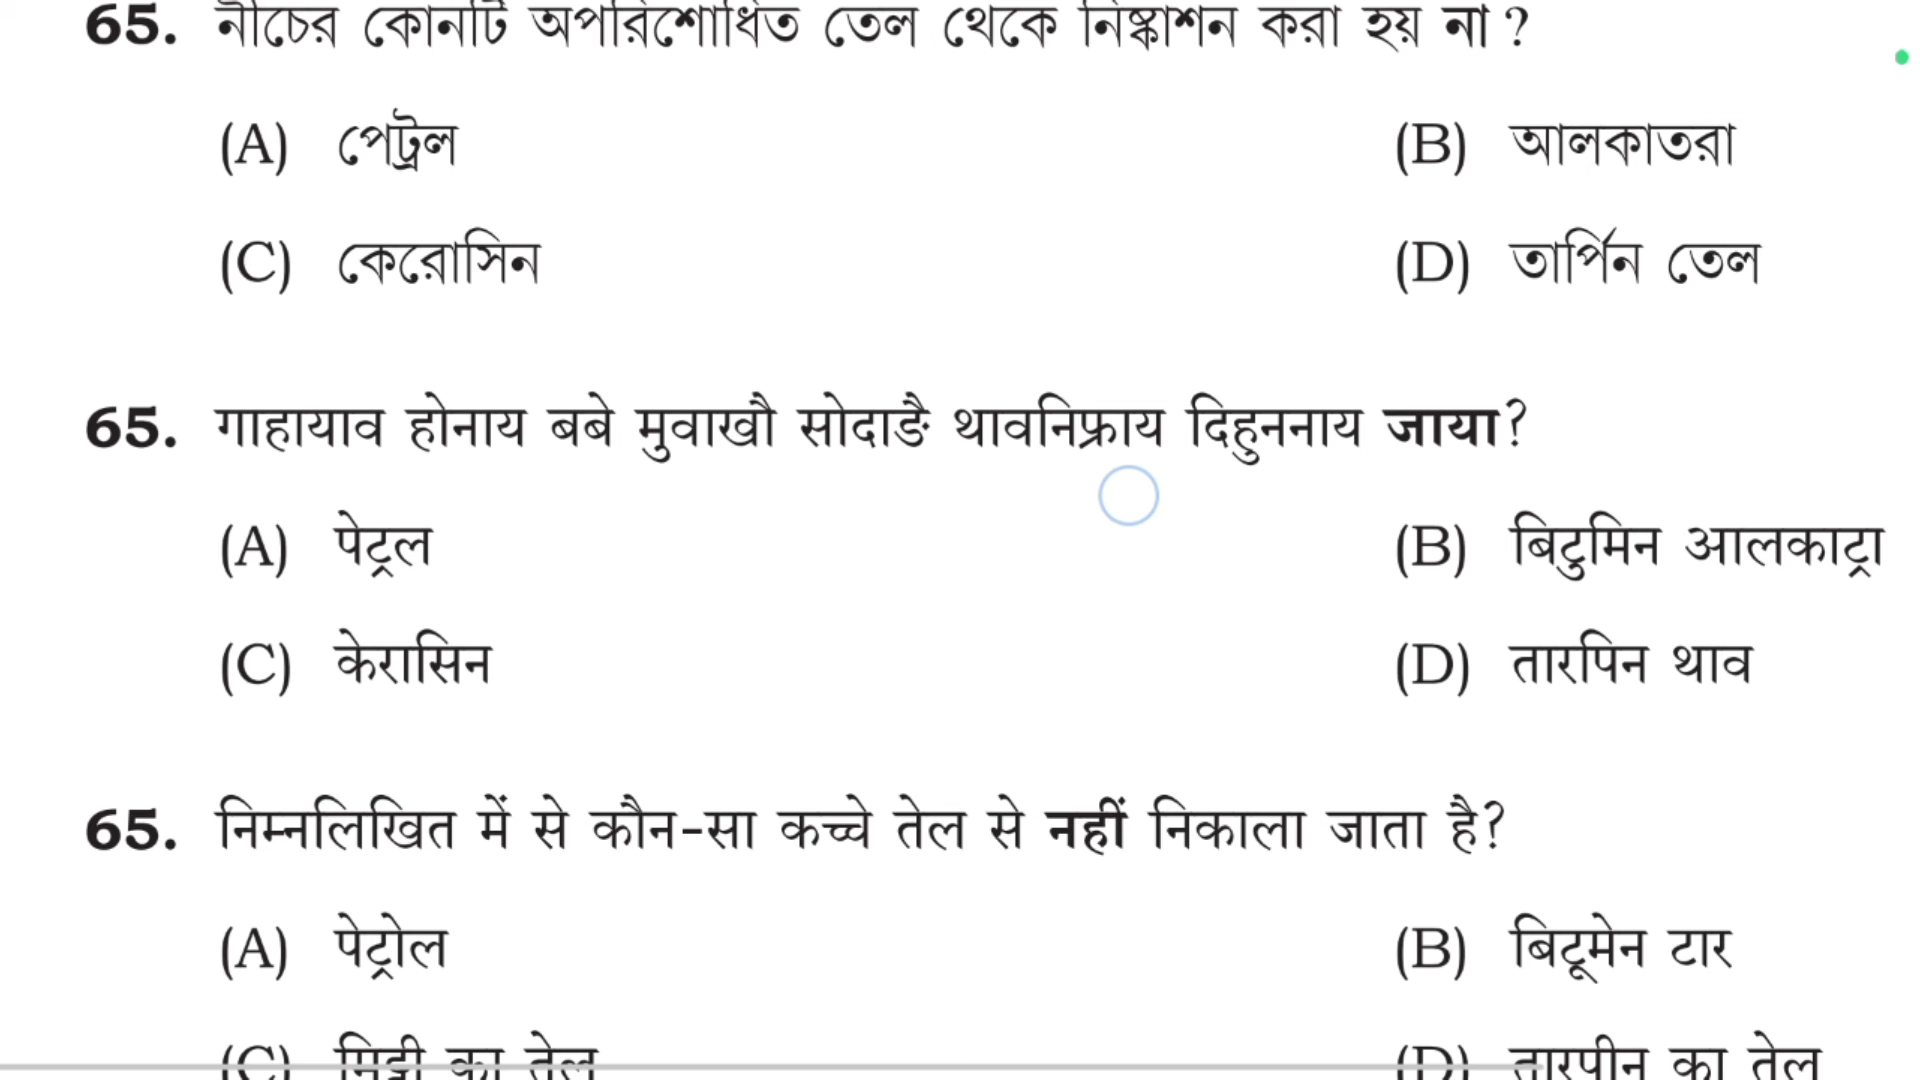 65. নীচের কোনটি অপরিশোধিত তেল থেকে নিষ্কাশন করা হয় না ?
(A) পেট্রল (B) আলকাতরা
(C) কেরোসিন (D) তার্পিন তেল
65. गाहायाव होनाय बबे मुवाखौ सोदाङै थावनिफ्राय दिहुननाय जाया?
(A) पेट्रल (B) बिटुमिन आलकाट्रा
(C) केरासिन (D) तारपिन थाव
65. निम्नलिखित में से कौन-सा कच्चे तेल से नहीं निकाला जाता है?
(A) पेट्रोल (B) बिटूमेन टार
(C) मिट्टी का तेल (D) तारपीन का तेल